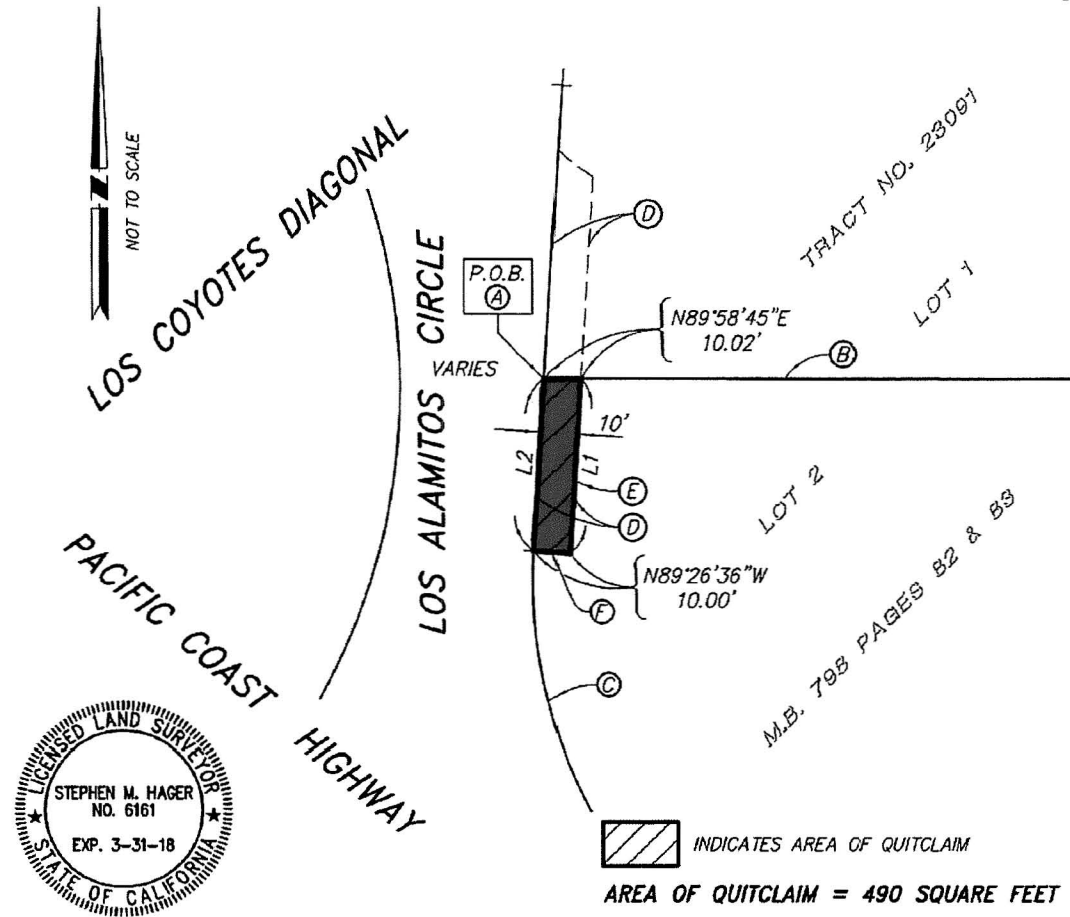 NOT TO SCALE
LOS COYOTES DIAGONAL
PACIFIC COAST HIGHWAY
LOS ALAMITOS CIRCLE
VARIES
P.O.B.
A
D
N89°58'45"E
10.02'
TRACT NO. 23091
LOT 1
B
10'
L2
L1
E
D
LOT 2
N89°26'36"W
10.00'
F
C
M.B. 798 PAGES 82 & 83
LICENSED LAND SURVEYOR
STEPHEN M. HAGER
NO. 6161
EXP. 3-31-18
STATE OF CALIFORNIA
INDICATES AREA OF QUITCLAIM
AREA OF QUITCLAIM = 490 SQUARE FEET